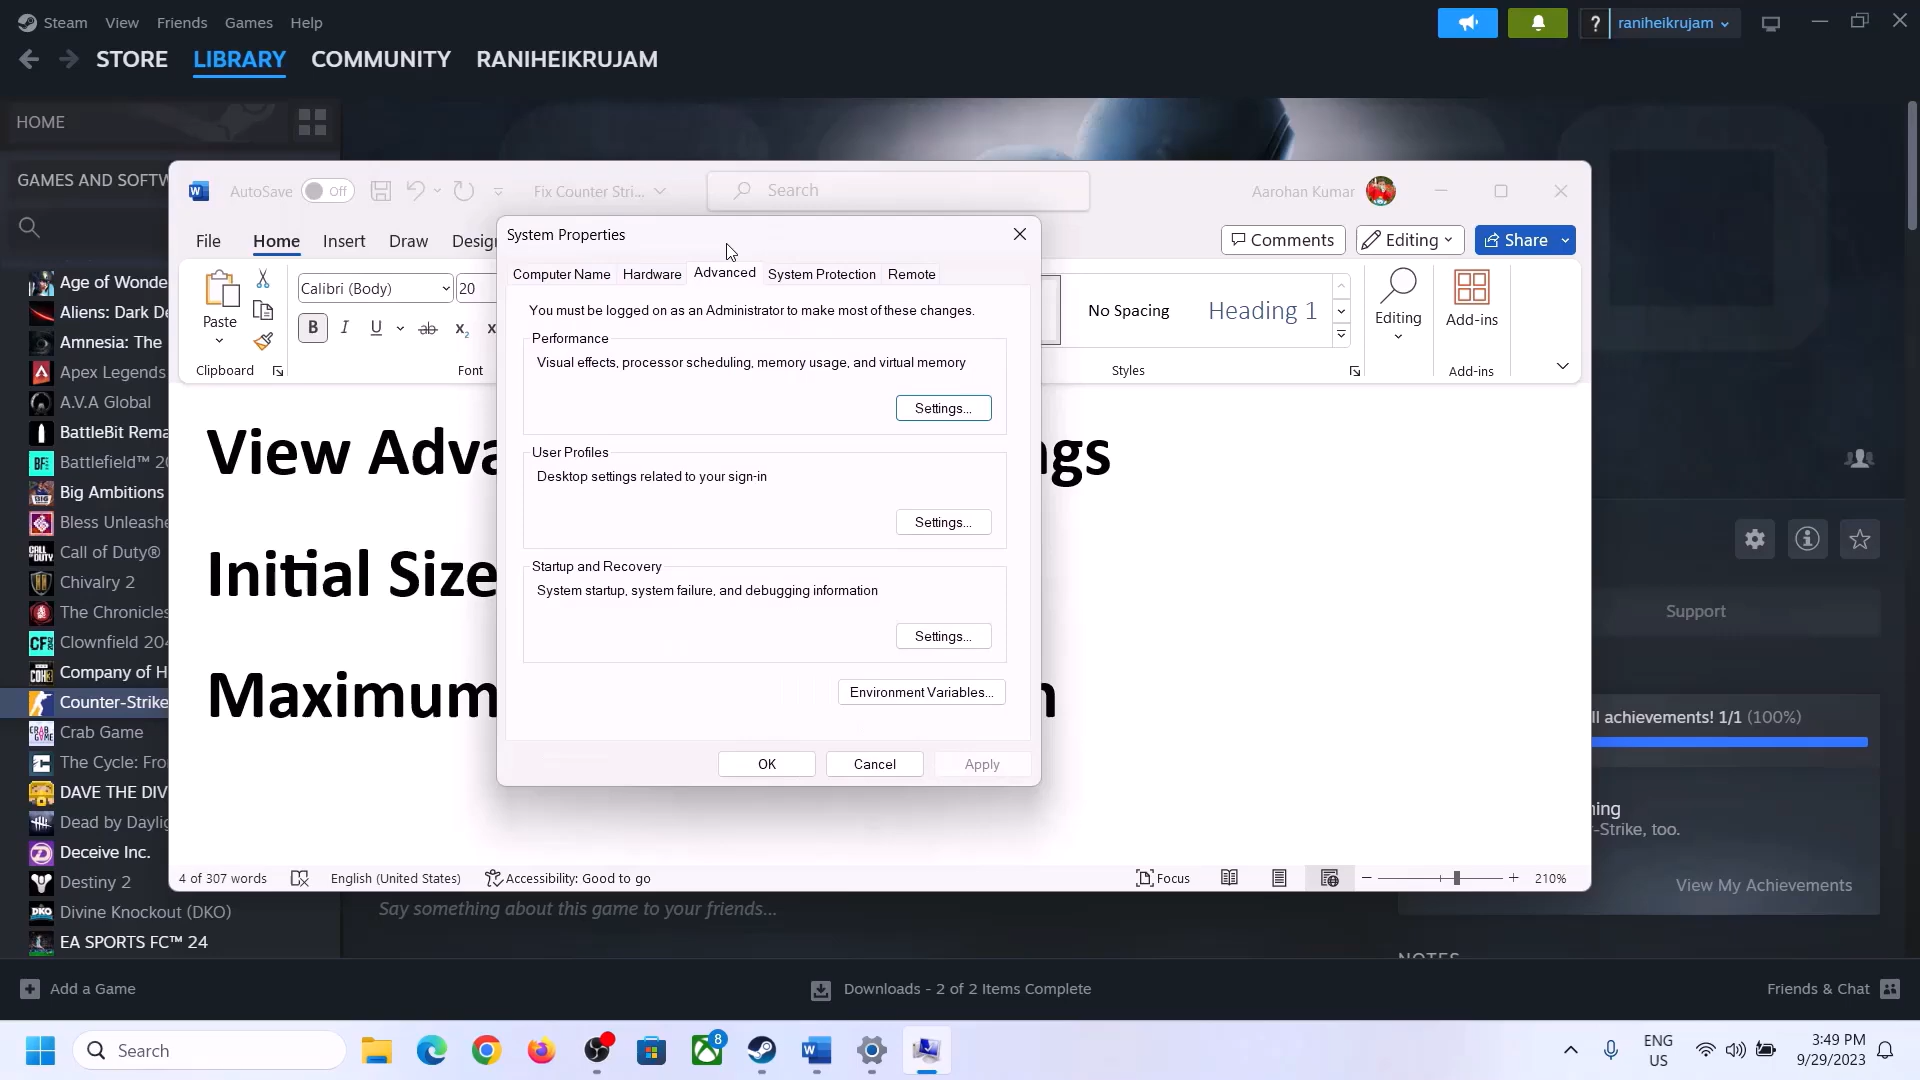 Steam View Friends Games Help
raniheikrujam
STORE LIBRARY COMMUNITY RANIHEIKRUJAM
HOME
GAMES AND SOFTW
Age of Wonde
Aliens: Dark De
Amnesia: The
Apex Legends
A.V.A Global
BattleBit Rema
Battlefield™ 20
Big Ambitions
Bless Unleashe
Call of Duty®
Chivalry 2
The Chronicles
Clownfield 204
Company of H
Counter-Strike
Crab Game
The Cycle: Fro
DAVE THE DIV
Dead by Daylig
Deceive Inc.
Destiny 2
Divine Knockout (DKO)
EA SPORTS FC™ 24
AutoSave Off Fix Counter Stri... Search Aarohan Kumar
File Home Insert Draw Desig
Comments Editing Share
Paste
Clipboard
Calibri (Body) 20
B I U ab x₂ x
Font
No Spacing Heading 1
Styles
Editing
Add-ins
Add-ins
View Adva
ngs
Initial Size
Maximum
n
System Properties
Computer Name Hardware Advanced System Protection Remote
You must be logged on as an Administrator to make most of these changes.
Performance
Visual effects, processor scheduling, memory usage, and virtual memory
Settings...
User Profiles
Desktop settings related to your sign-in
Settings...
Startup and Recovery
System startup, system failure, and debugging information
Settings...
Environment Variables...
OK Cancel Apply
4 of 307 words English (United States) Accessibility: Good to go Focus 210%
Support
ll achievements! 1/1 (100%)
ning
r-Strike, too.
View My Achievements
Say something about this game to your friends...
NOTES
Add a Game Downloads - 2 of 2 Items Complete Friends & Chat
Search
8
ENG
US
3:49 PM
9/29/2023